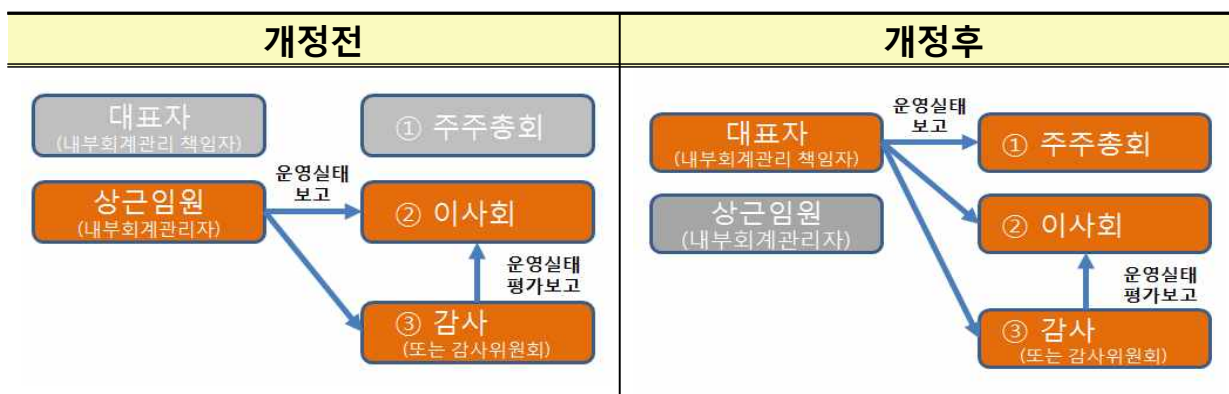 개정전
개정후
대표자
(내부회계관리 책임자)
① 주주총회
운영실태
보고
상근임원
(내부회계관리자)
② 이사회
운영실태
평가보고
③ 감사
(또는 감사위원회)
운영실태
보고
대표자
(내부회계관리 책임자)
① 주주총회
상근임원
(내부회계관리자)
② 이사회
운영실태
평가보고
③ 감사
(또는 감사위원회)